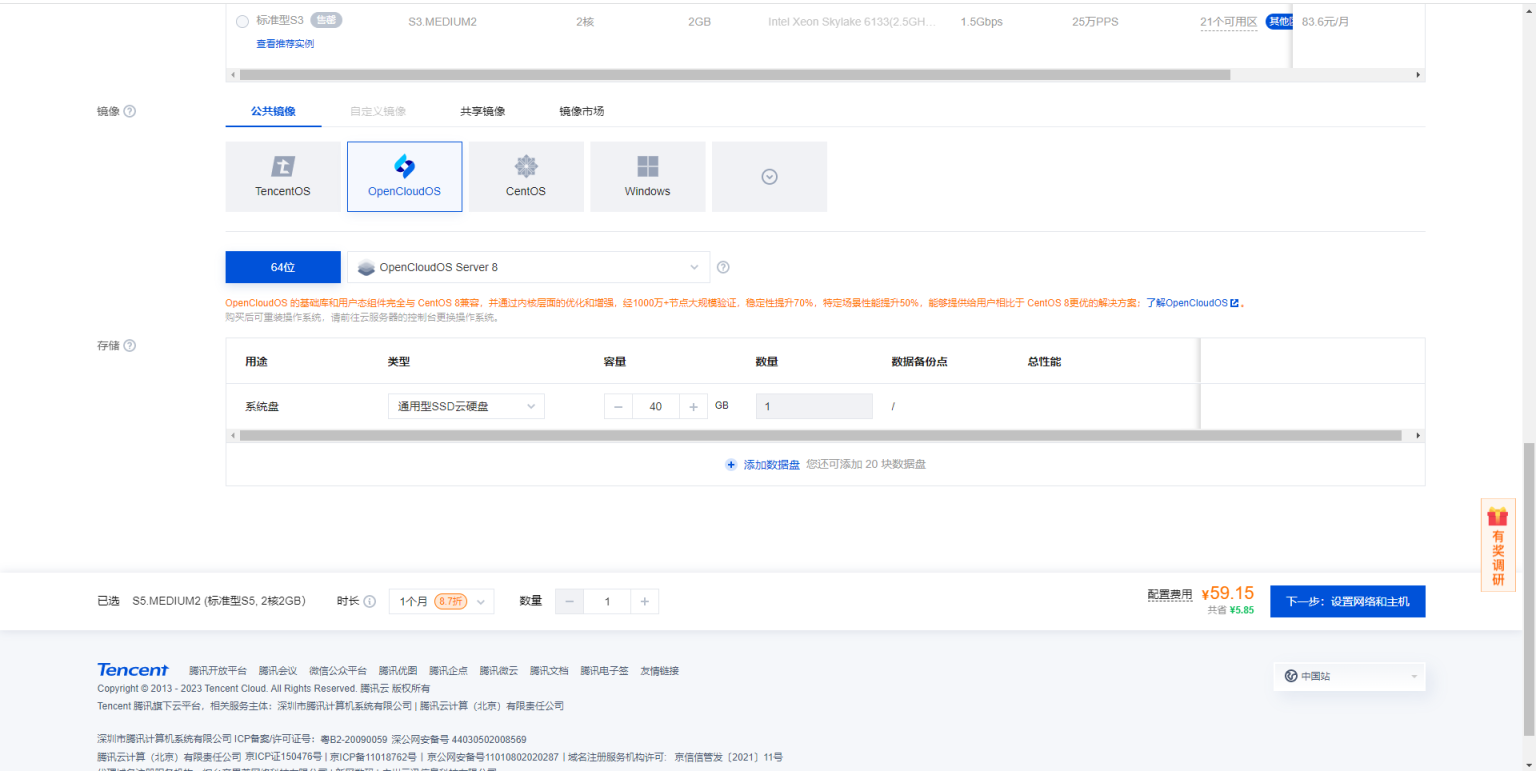 标准型S3 售罄 S3.MEDIUM2 2核 2GB Intel Xeon Skylake 6133(2.5GH... 1.5Gbps 25万PPS 21个可用区 83.6元/月
查看推荐实例
镜像 公共镜像 自定义镜像 共享镜像 镜像市场
TencentOS OpenCloudOS CentOS Windows
64位 OpenCloudOS Server 8
OpenCloudOS 的基础库和用户态组件完全与 CentOS 8兼容，并通过内核层面的优化和增强，经1000万+节点大规模验证，稳定性提升70%，特定场景性能提升50%，能够提供给用户相比于 CentOS 8更优的解决方案；了解OpenCloudOS 。
购买后可重装操作系统，请前往云服务器的控制台更换操作系统。
存储
用途 类型 容量 数量 数据备份点 总性能
系统盘 通用型SSD云硬盘 － 40 + GB 1 /
添加数据盘 您还可添加 20 块数据盘
有奖调研
已选 S5.MEDIUM2 (标准型S5, 2核2GB) 时长 1个月 8.7折 数量 － 1 + 配置费用 ¥59.15 下一步：设置网络和主机
共省 ¥5.85
Tencent 腾讯开放平台 腾讯会议 微信公众平台 腾讯优图 腾讯企点 腾讯微云 腾讯文档 腾讯电子签 友情链接 中国站
Copyright © 2013 - 2023 Tencent Cloud. All Rights Reserved. 腾讯云 版权所有
Tencent 腾讯旗下云平台，相关服务主体：深圳市腾讯计算机系统有限公司 | 腾讯云计算（北京）有限责任公司
深圳市腾讯计算机系统有限公司 ICP备案/许可证号：粤B2-20090059 深公网安备号 44030502008569
腾讯云计算（北京）有限责任公司 京ICP证150476号 | 京ICP备11018762号 | 京公网安备号11010802020287 | 域名注册服务机构许可： 京信信管发〔2021〕11号